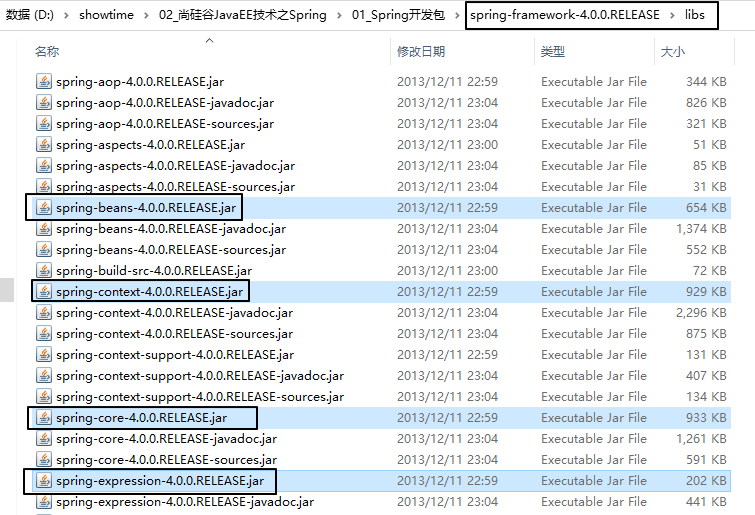 数据 (D:) › showtime › 02_尚硅谷JavaEE技术之Spring › 01_Spring开发包 › spring-framework-4.0.0.RELEASE › libs
名称 修改日期 类型 大小
spring-aop-4.0.0.RELEASE.jar 2013/12/11 22:59 Executable Jar File 344 KB
spring-aop-4.0.0.RELEASE-javadoc.jar 2013/12/11 23:04 Executable Jar File 826 KB
spring-aop-4.0.0.RELEASE-sources.jar 2013/12/11 23:04 Executable Jar File 321 KB
spring-aspects-4.0.0.RELEASE.jar 2013/12/11 23:00 Executable Jar File 51 KB
spring-aspects-4.0.0.RELEASE-javadoc.jar 2013/12/11 23:04 Executable Jar File 85 KB
spring-aspects-4.0.0.RELEASE-sources.jar 2013/12/11 23:04 Executable Jar File 31 KB
spring-beans-4.0.0.RELEASE.jar 2013/12/11 22:59 Executable Jar File 654 KB
spring-beans-4.0.0.RELEASE-javadoc.jar 2013/12/11 23:04 Executable Jar File 1,374 KB
spring-beans-4.0.0.RELEASE-sources.jar 2013/12/11 23:04 Executable Jar File 552 KB
spring-build-src-4.0.0.RELEASE.jar 2013/12/11 23:00 Executable Jar File 72 KB
spring-context-4.0.0.RELEASE.jar 2013/12/11 22:59 Executable Jar File 929 KB
spring-context-4.0.0.RELEASE-javadoc.jar 2013/12/11 23:04 Executable Jar File 2,296 KB
spring-context-4.0.0.RELEASE-sources.jar 2013/12/11 23:04 Executable Jar File 875 KB
spring-context-support-4.0.0.RELEASE.jar 2013/12/11 22:59 Executable Jar File 131 KB
spring-context-support-4.0.0.RELEASE-javadoc.jar 2013/12/11 23:04 Executable Jar File 407 KB
spring-context-support-4.0.0.RELEASE-sources.jar 2013/12/11 23:04 Executable Jar File 134 KB
spring-core-4.0.0.RELEASE.jar 2013/12/11 22:59 Executable Jar File 933 KB
spring-core-4.0.0.RELEASE-javadoc.jar 2013/12/11 23:04 Executable Jar File 1,261 KB
spring-core-4.0.0.RELEASE-sources.jar 2013/12/11 23:04 Executable Jar File 591 KB
spring-expression-4.0.0.RELEASE.jar 2013/12/11 22:59 Executable Jar File 202 KB
spring-expression-4.0.0.RELEASE-javadoc.jar 2013/12/11 23:04 Executable Jar File 441 KB